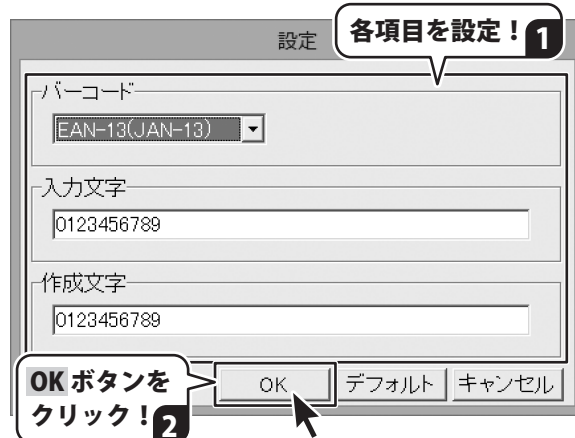 設定
各項目を設定！
1
バーコード
EAN-13(JAN-13)
入力文字
0123456789
作成文字
0123456789
OKボタンを
クリック！
2
OK
デフォルト
キャンセル